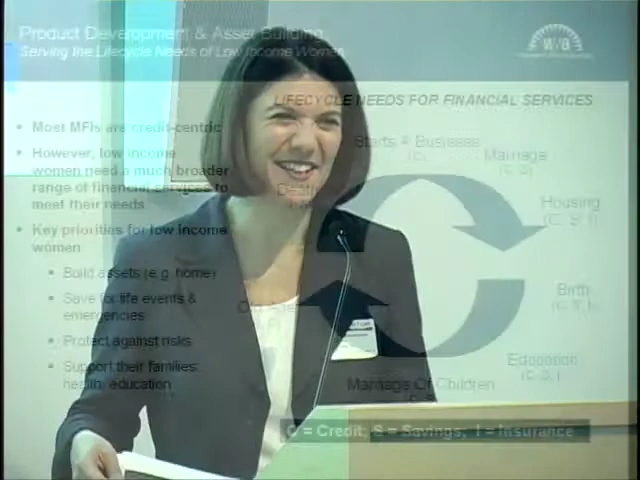 Product Development & Asset Building
Serving the Lifecycle Needs of Low Income Women
WWB
LIFECYCLE NEEDS FOR FINANCIAL SERVICES
• Most MFIs are credit-centric
• However, low income
women need a much broader
range of financial services to
meet their needs
• Key priorities for low income
women
Build assets (e.g. home)
Save for life events &
emergencies
Protect against risks
Support their families:
health, education
Starts a Business
Marriage
Housing
(C, S, I)
Birth
Education
Marriage Of Children
Death
C = Credit, S = Savings, I = Insurance